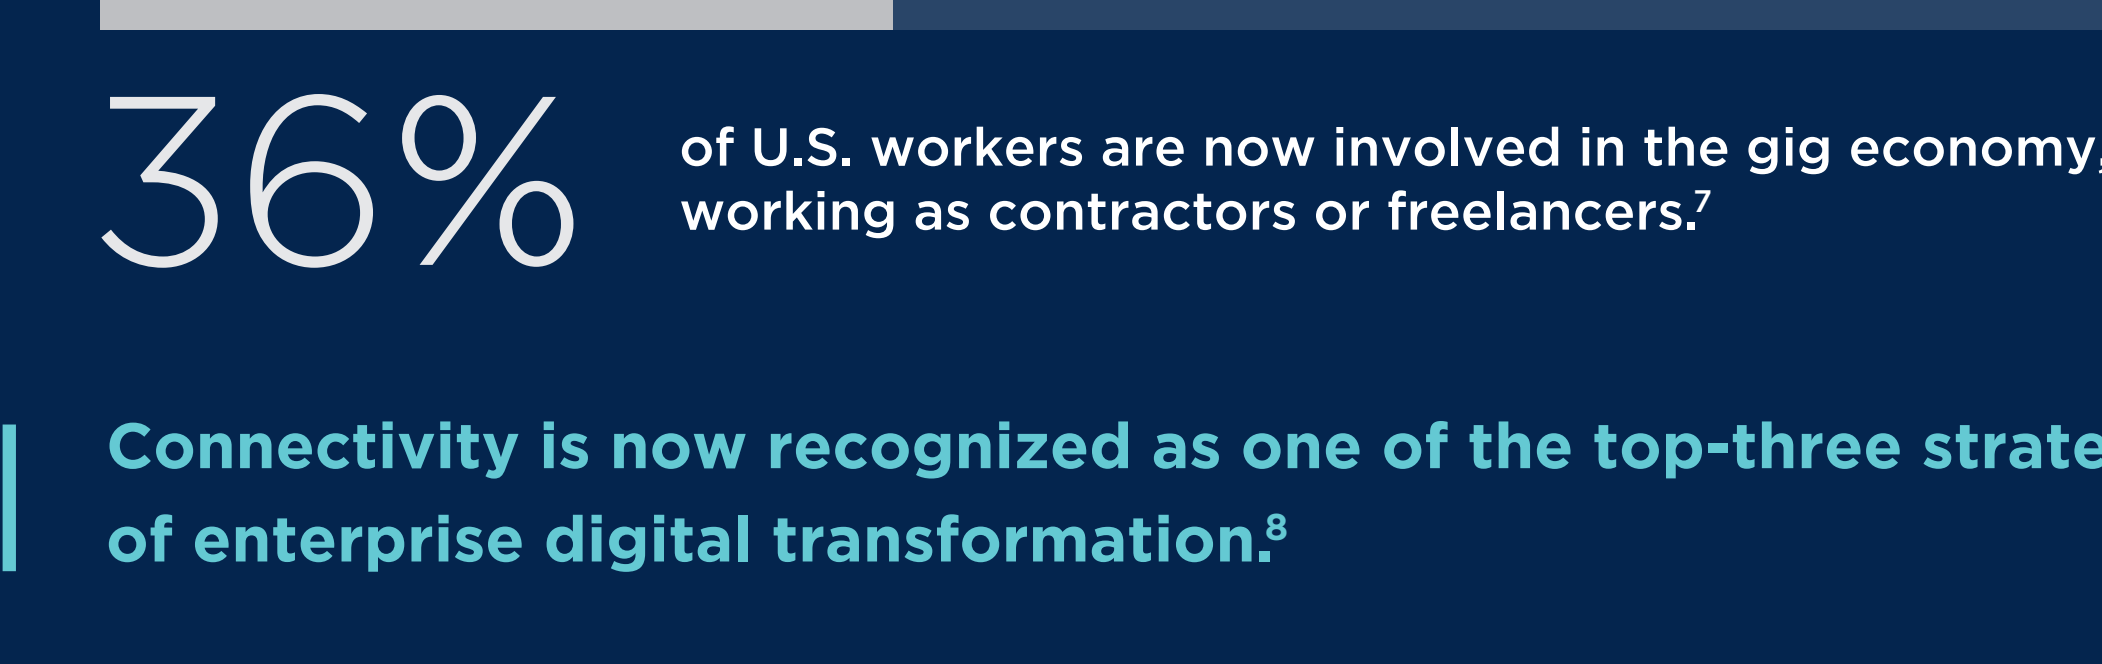 36%
of U.S. workers are now involved in the gig economy,
working as contractors or freelancers.7
Connectivity is now recognized as one of the top-three
of enterprise digital transformation.8